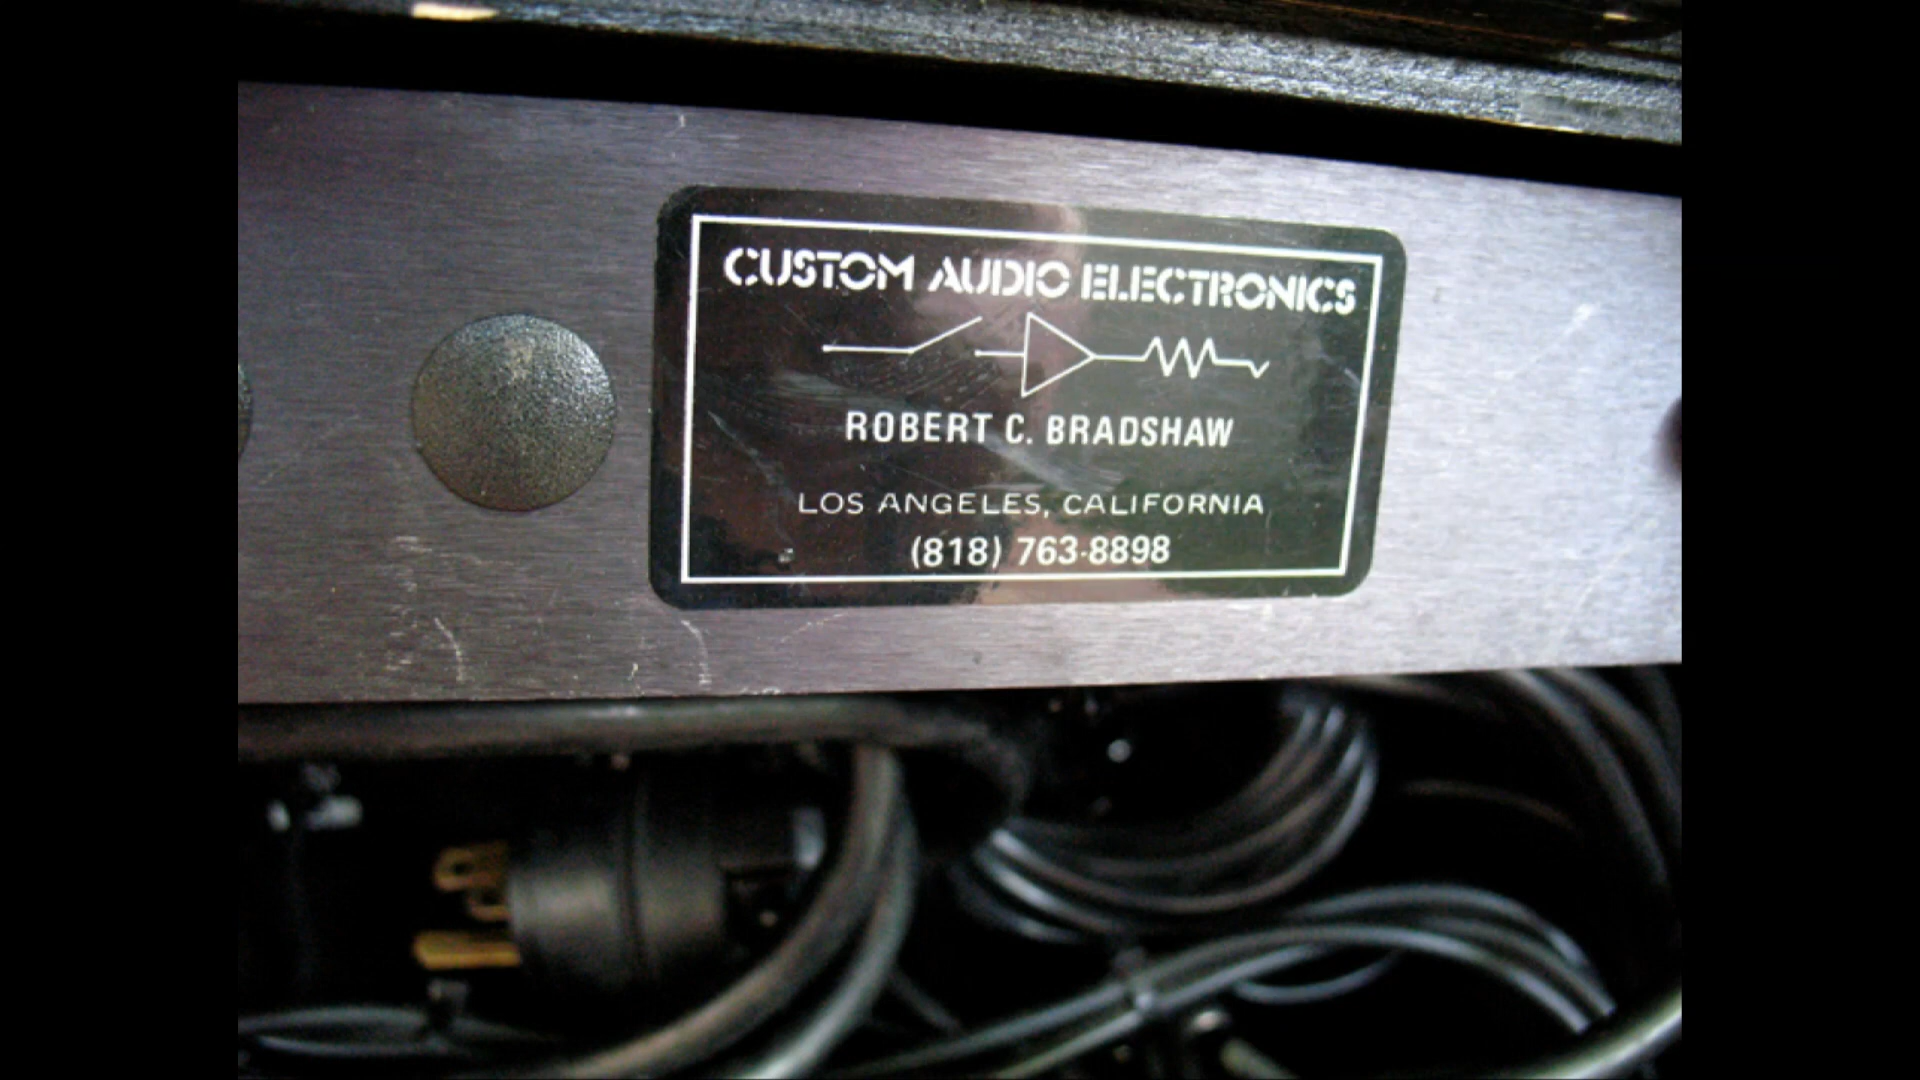 CUSTOM AUDIO ELECTRONICS
ROBERT C. BRADSHAW
LOS ANGELES, CALIFORNIA
(818) 763-8898